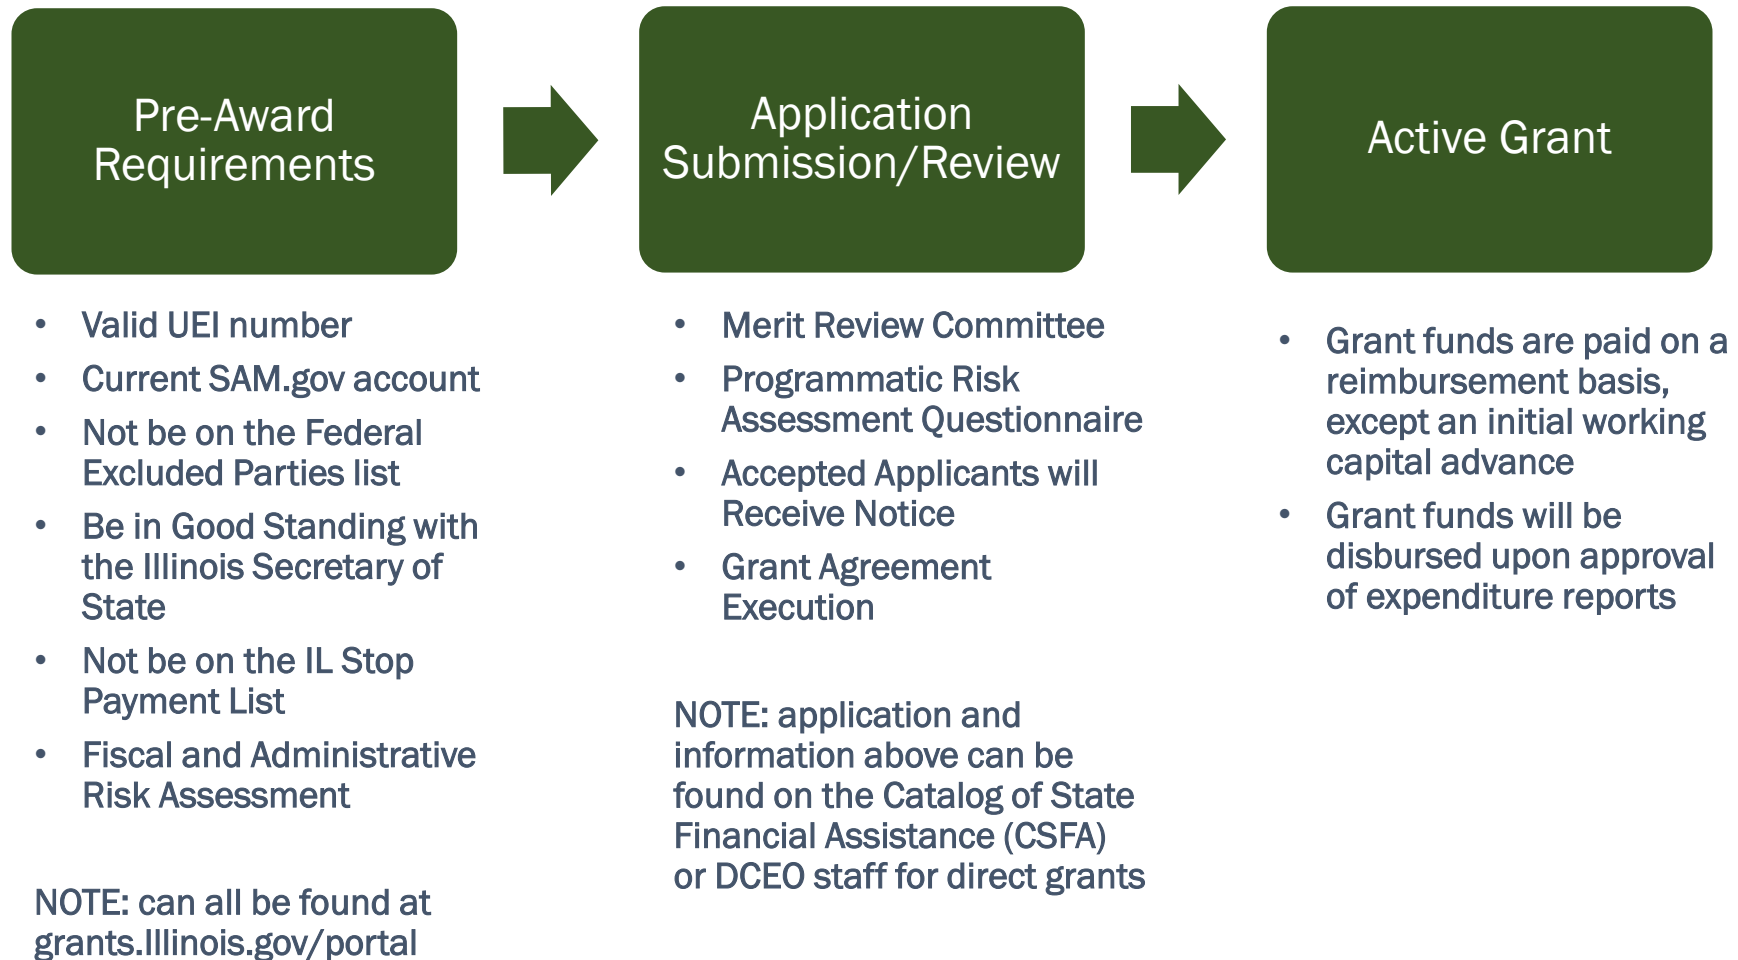 Pre-Award
Requirements
Application
Submission/Review
Active Grant
• Valid UEI number
• Current SAM.gov account
• Not be on the Federal
Excluded Parties list
• Be in Good Standing with
the Illinois Secretary of
State
• Not be on the IL Stop
Payment List
• Fiscal and Administrative
Risk Assessment
NOTE: can all be found at
grants.Illinois.gov/portal
• Merit Review Committee
• Programmatic Risk
Assessment Questionnaire
• Accepted Applicants will
Receive Notice
• Grant Agreement
Execution
NOTE: application and
information above can be
found on the Catalog of State
Financial Assistance (CSFA)
or DCEO staff for direct grants
• Grant funds are paid on a
reimbursement basis,
except an initial working
capital advance
• Grant funds will be
disbursed upon approval
of expenditure reports